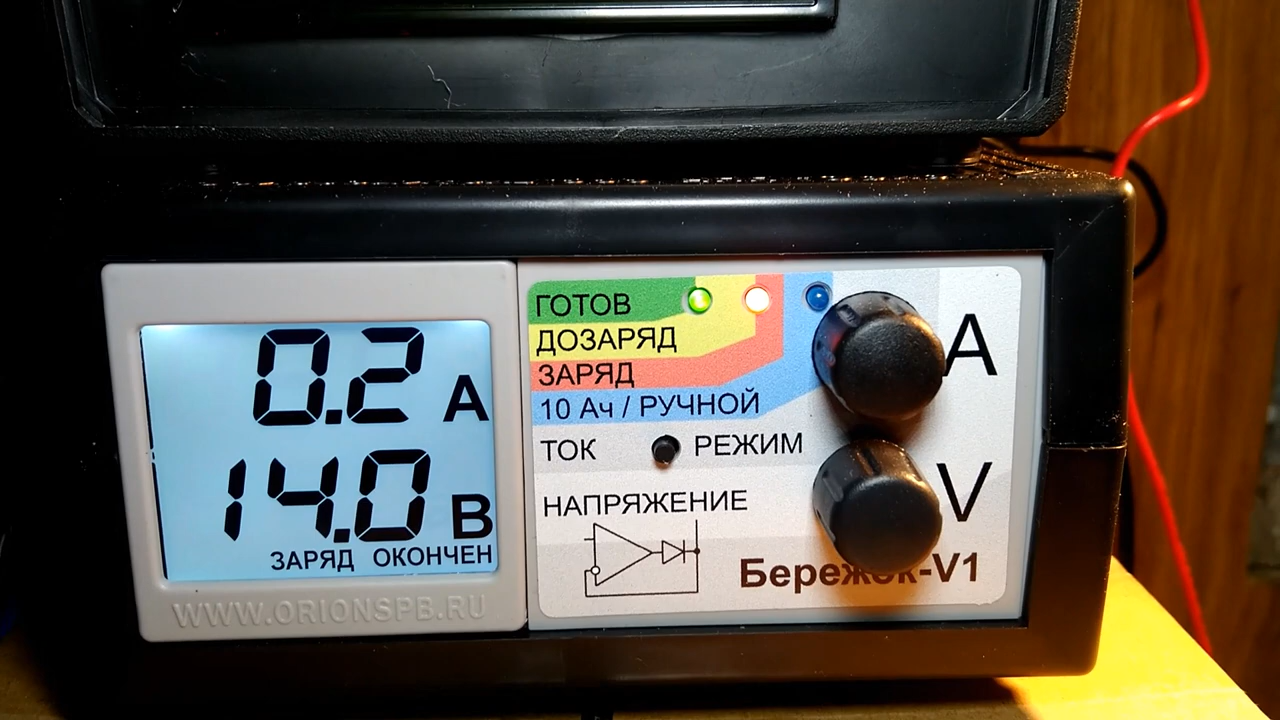 0.2 А
14.0 В
ЗАРЯД ОКОНЧЕН
WWW.ORIONSPB.RU
ГОТОВ
ДОЗАРЯД
ЗАРЯД
10 Ач / РУЧНОЙ
ТОК РЕЖИМ
НАПРЯЖЕНИЕ
Бережок-V1
A
V